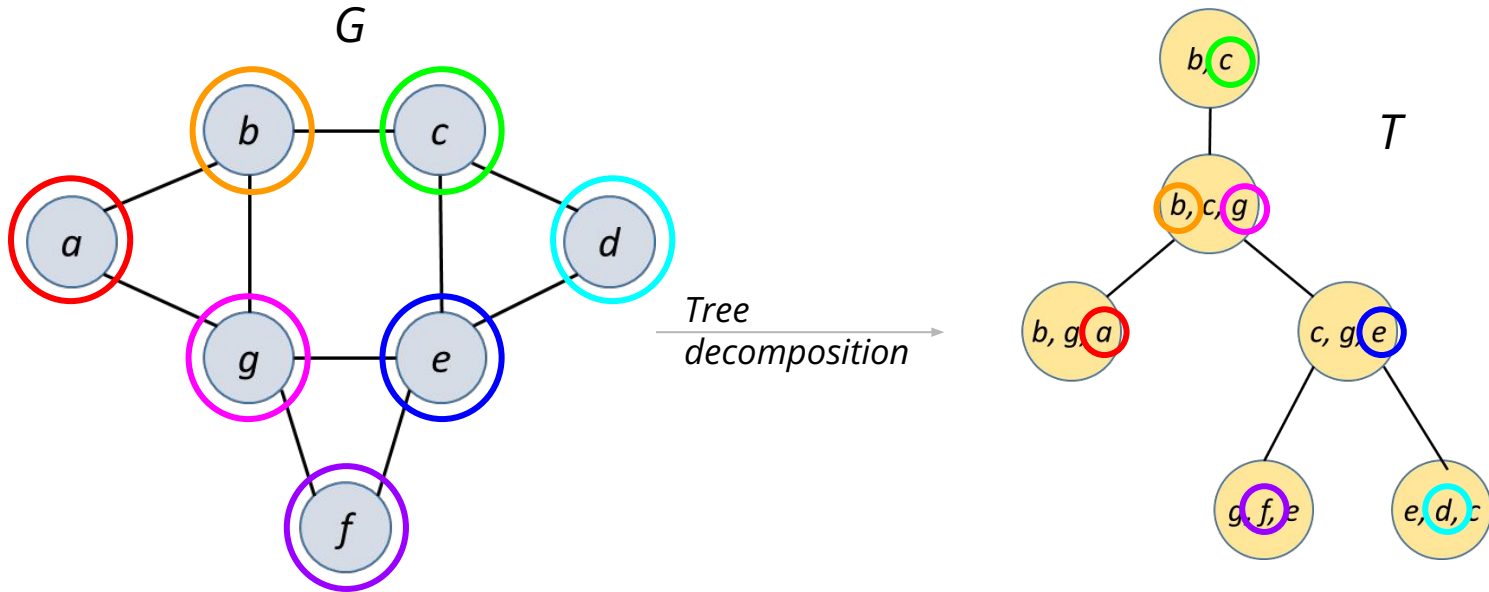 G
b
c
a
d
g
e
f
Tree
decomposition
T
b, c
b, c, g
b, g, a
c, g, e
g, f, e
e, d, c